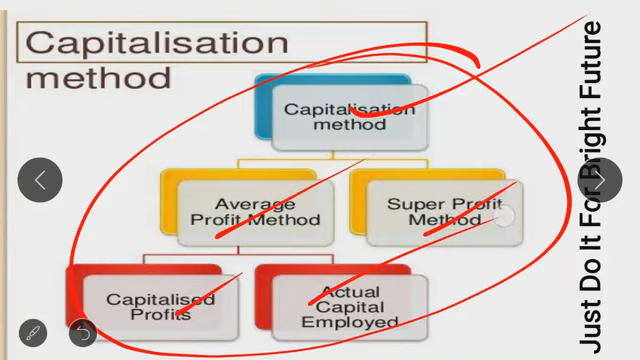 Capitalisation
method
Capitalisation
method
Average
Profit Method
Super Profit
Method
Capitalised
Profits
Actual
Capital
Employed
Just Do It For Bright Future